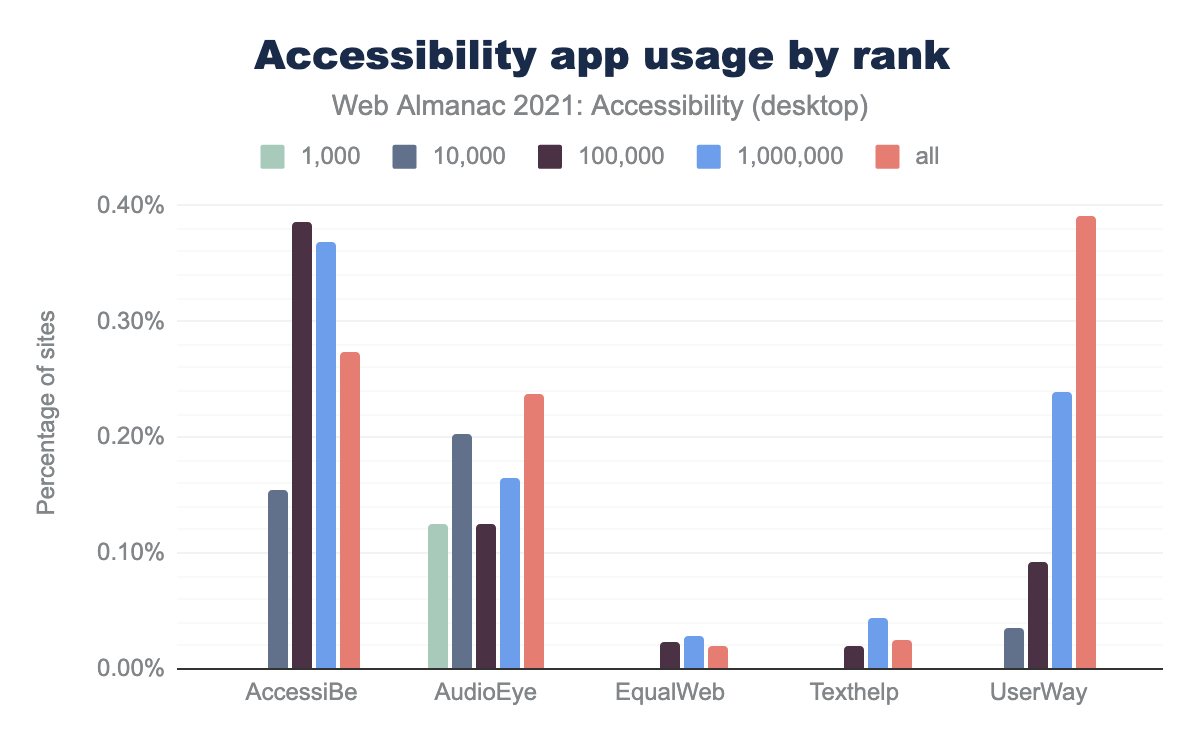 Accessibility app usage by rank
Web Almanac 2021: Accessibility (desktop)
1,000 10,000 100,000 1,000,000 all
Percentage of sites
0.40%
0.30%
0.20%
0.10%
0.00%
AccessiBe AudioEye EqualWeb Texthelp UserWay